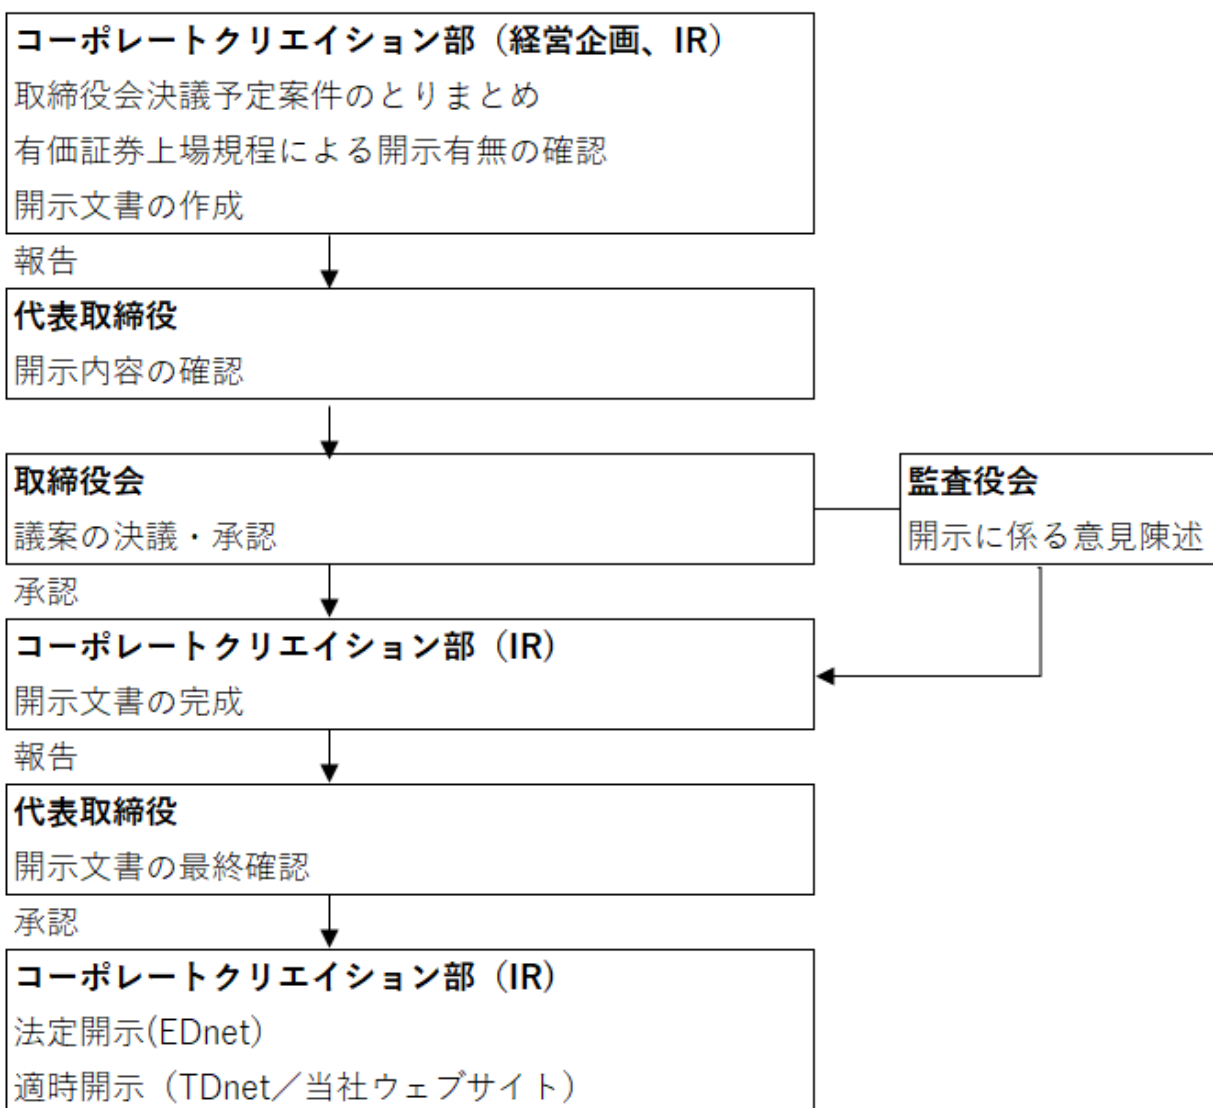 コーポレートクリエイション部（経営企画、IR）
取締役会決議予定案件のとりまとめ
有価証券上場規程による開示有無の確認
開示文書の作成
報告
代表取締役
開示内容の確認
取締役会
議案の決議・承認
監査役会
開示に係る意見陳述
承認
コーポレートクリエイション部（IR）
開示文書の完成
報告
代表取締役
開示文書の最終確認
承認
コーポレートクリエイション部（IR）
法定開示(EDnet)
適時開示（TDnet／当社ウェブサイト）